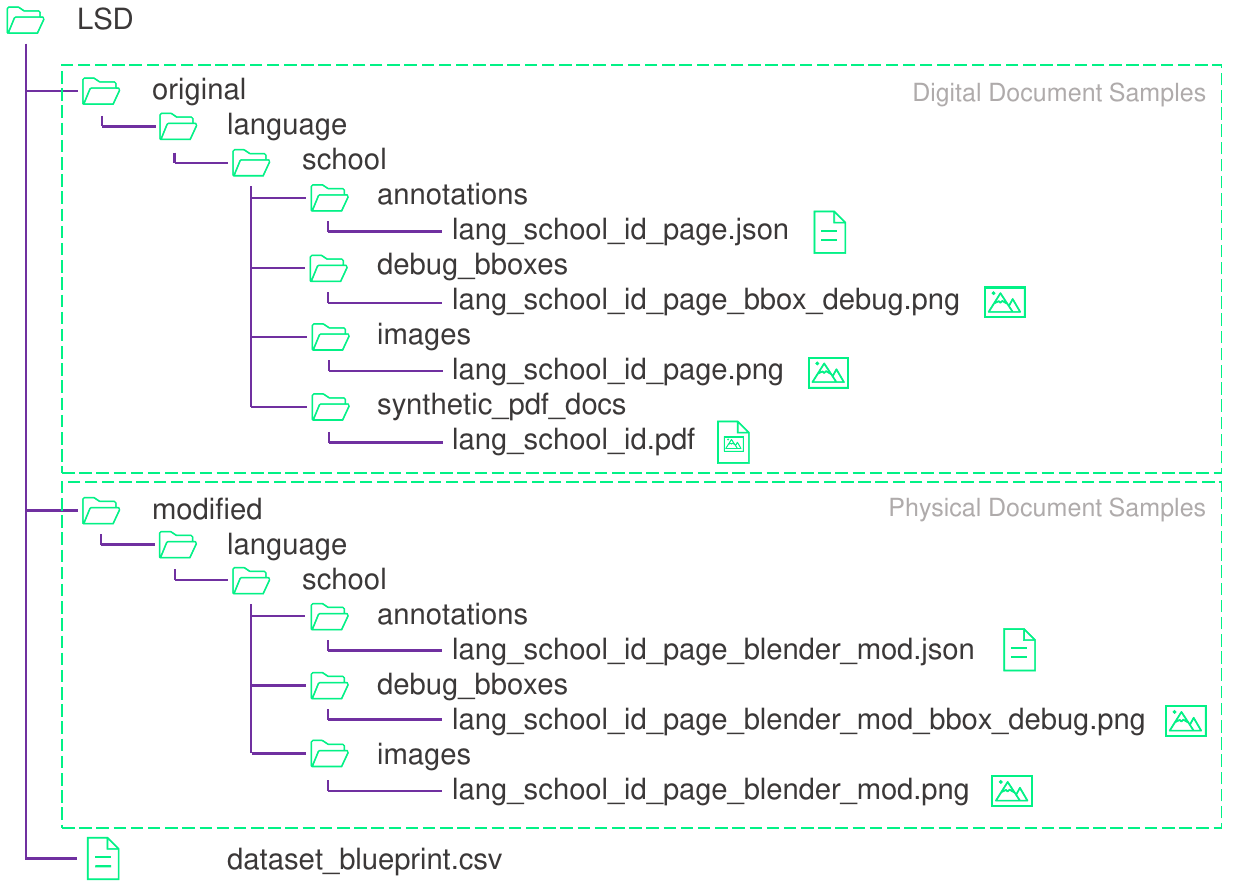 LSD
original
Digital Document Samples
language
school
annotations
lang_school_id_page.json
debug_bboxes
lang_school_id_page_bbox_debug.png
images
lang_school_id_page.png
synthetic_pdf_docs
lang_school_id.pdf
modified
Physical Document Samples
language
school
annotations
lang_school_id_page_blender_mod.json
debug_bboxes
lang_school_id_page_blender_mod_bbox_debug.png
images
lang_school_id_page_blender_mod.png
dataset_blueprint.csv